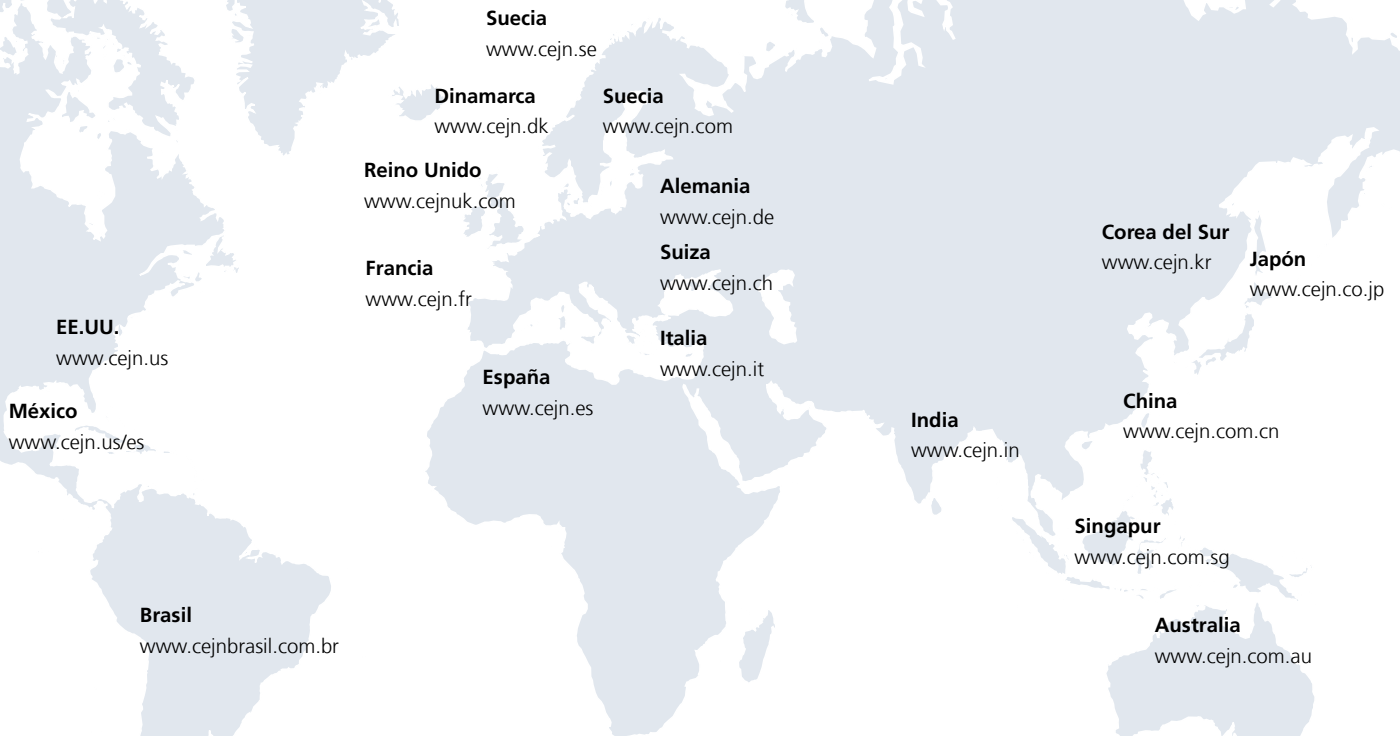 Suecia
www.cejn.se
Dinamarca
www.cejn.dk
Suecia
www.cejn.com
Reino Unido
www.cejnuk.com
Alemania
www.cejn.de
Francia
www.cejn.fr
Suiza
www.cejn.ch
Corea del Sur
www.cejn.kr
Japón
www.cejn.co.jp
EE.UU.
www.cejn.us
Italia
www.cejn.it
España
www.cejn.es
México
www.cejn.us/es
India
www.cejn.in
China
www.cejn.com.cn
Singapur
www.cejn.com.sg
Brasil
www.cejnbrasil.com.br
Australia
www.cejn.com.au